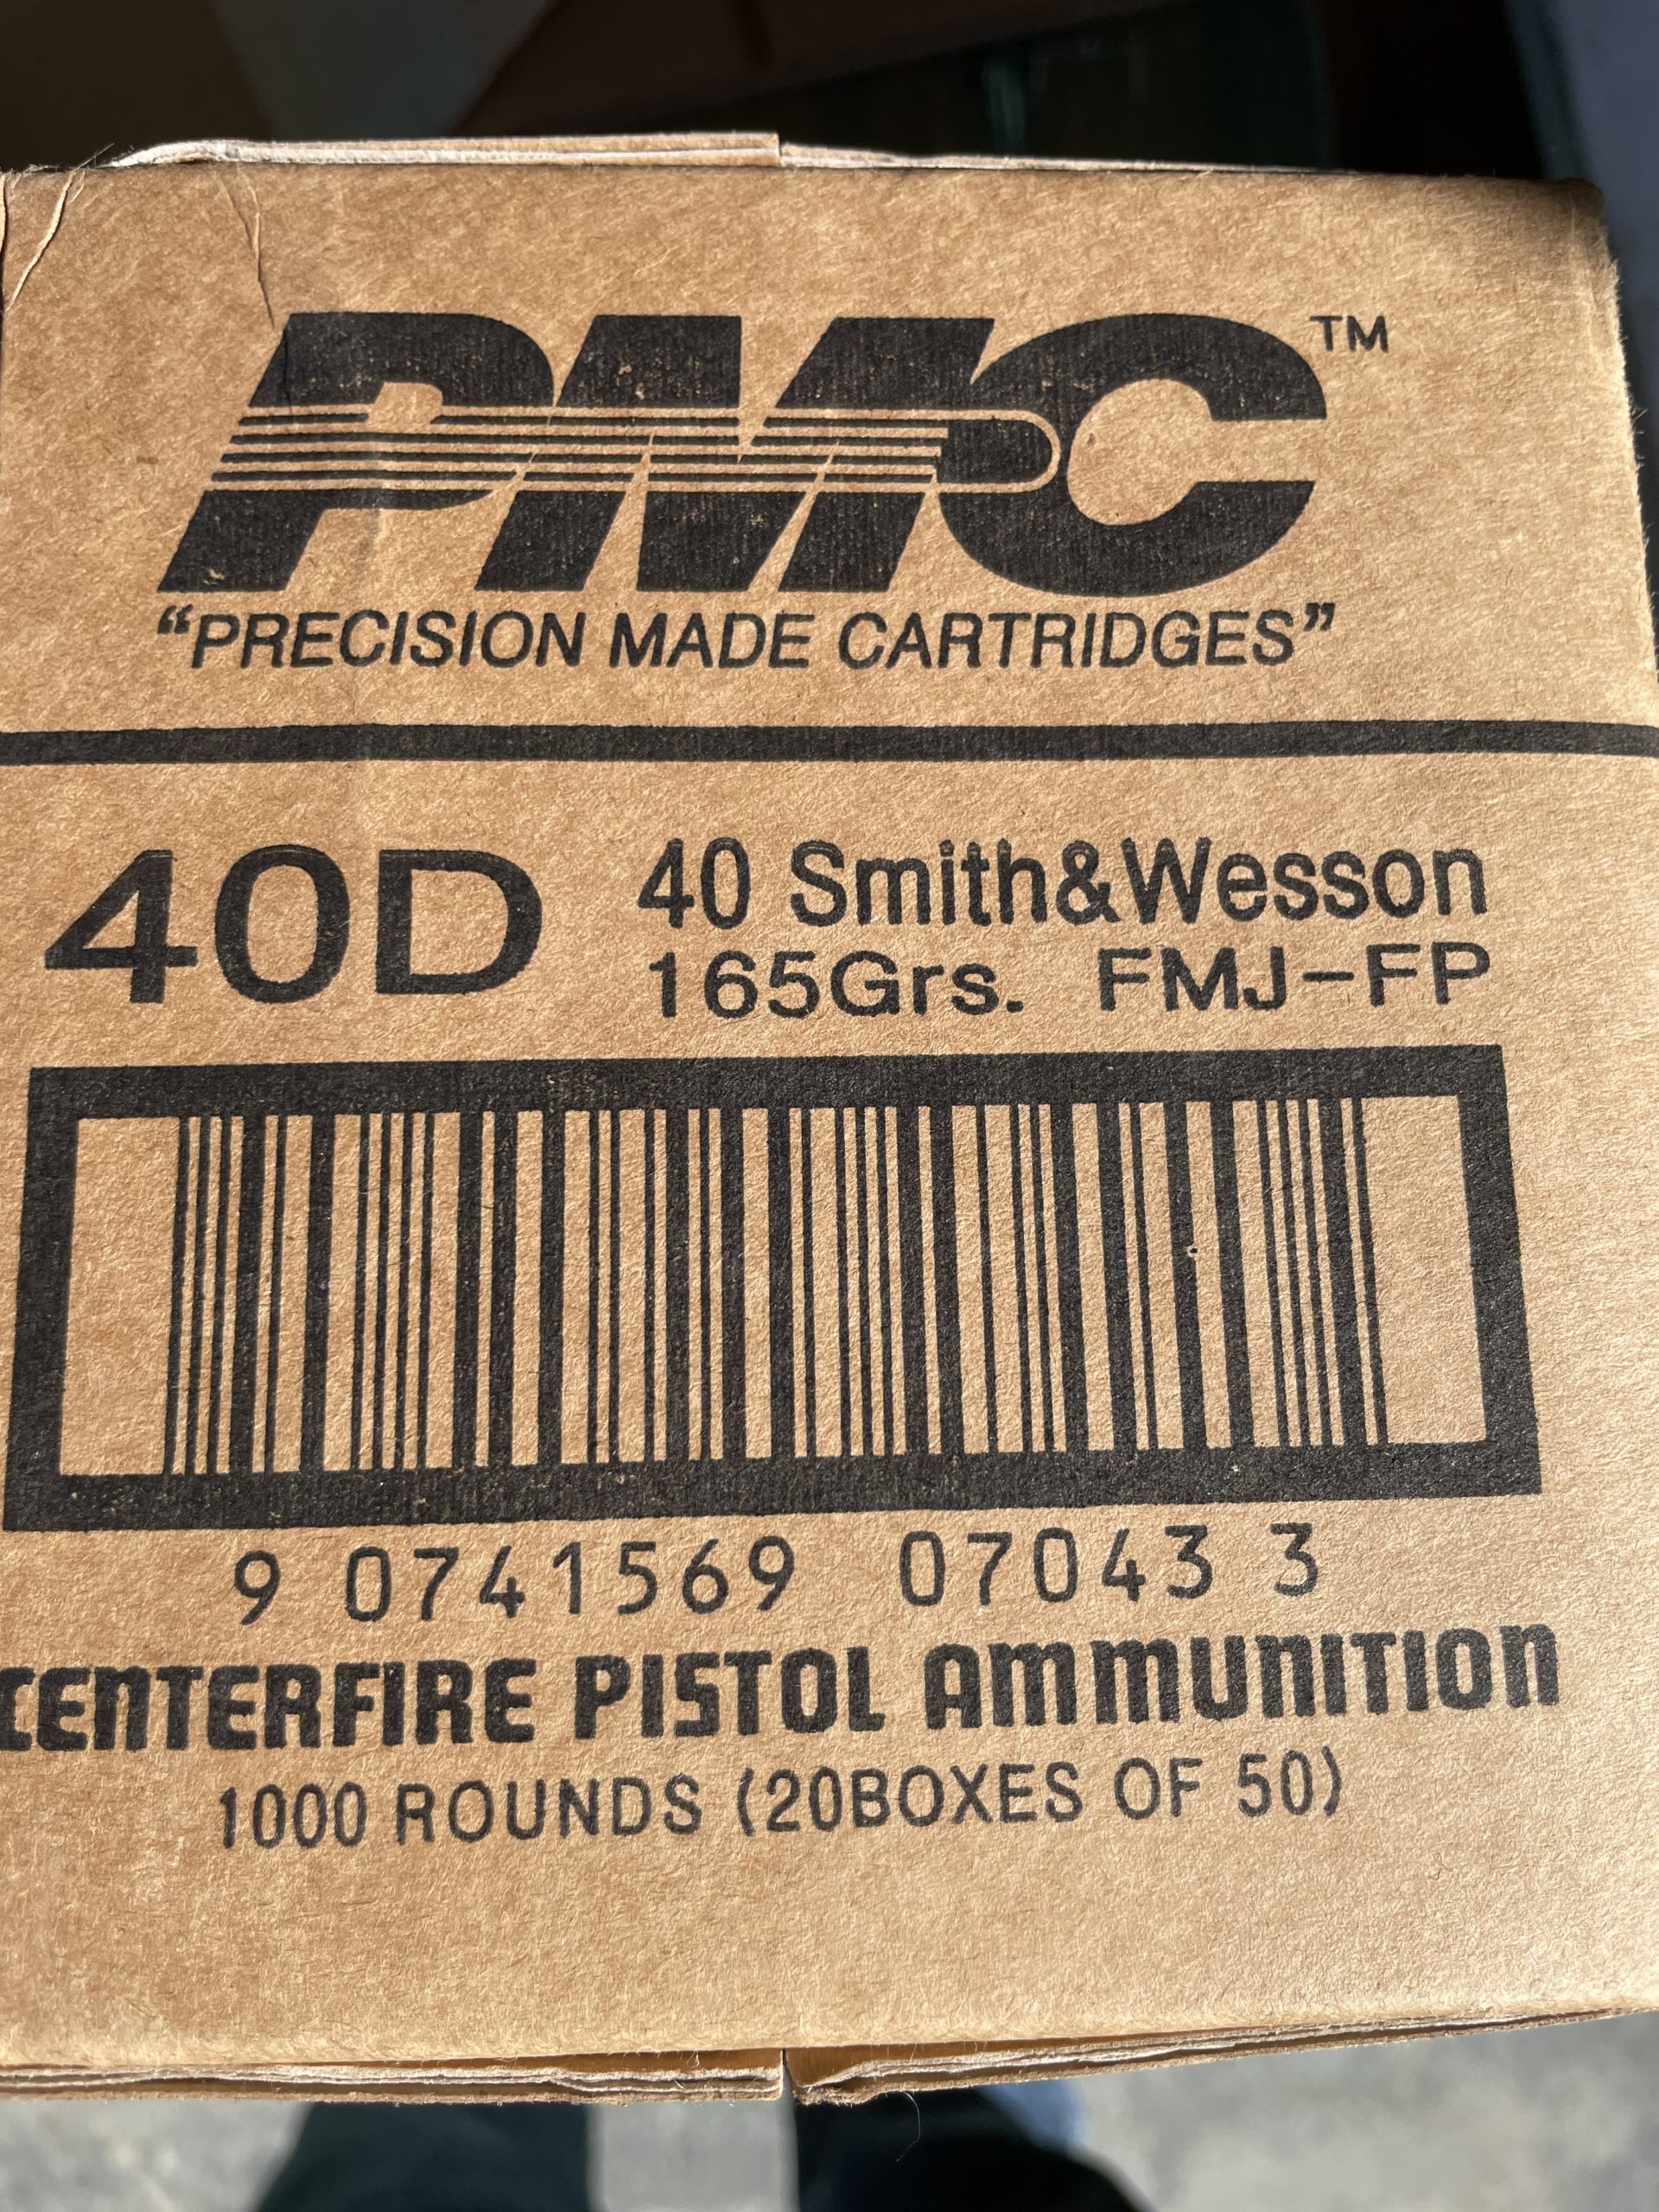 PMC™
“PRECISION MADE CARTRIDGES”
40D 40 Smith&Wesson
165Grs. FMJ-FP
9 0741569 07043 3
CENTERFIRE PISTOL AMMUNITION
1000 ROUNDS (20BOXES OF 50)